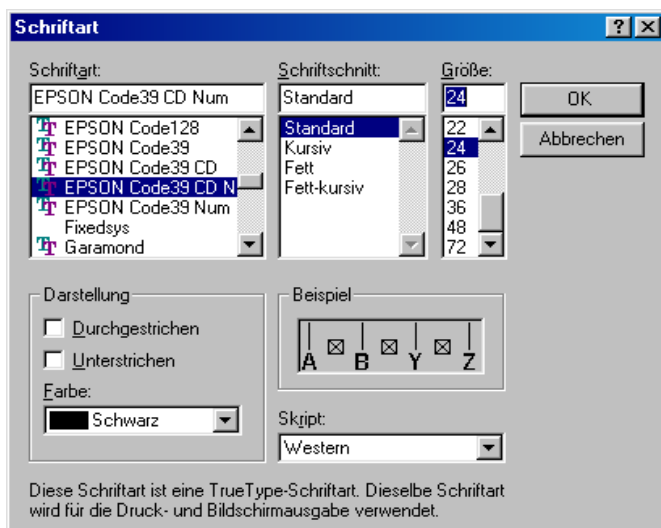 Schriftart
Schriftart:
EPSON Code39 CD Num
EPSON Code128
EPSON Code39
EPSON Code39 CD
EPSON Code39 CD N
EPSON Code39 Num
Fixedsys
Garamond
Schriftschnitt:
Standard
Standard
Kursiv
Fett
Fett-kursiv
Größe:
24
22
24
26
28
36
48
72
OK
Abbrechen
Darstellung
Durchgestrichen
Unterstrichen
Farbe:
Schwarz
Beispiel
A B Y Z
Skript:
Western
Diese Schriftart ist eine TrueType-Schriftart. Dieselbe Schriftart
wird für die Druck- und Bildschirmausgabe verwendet.